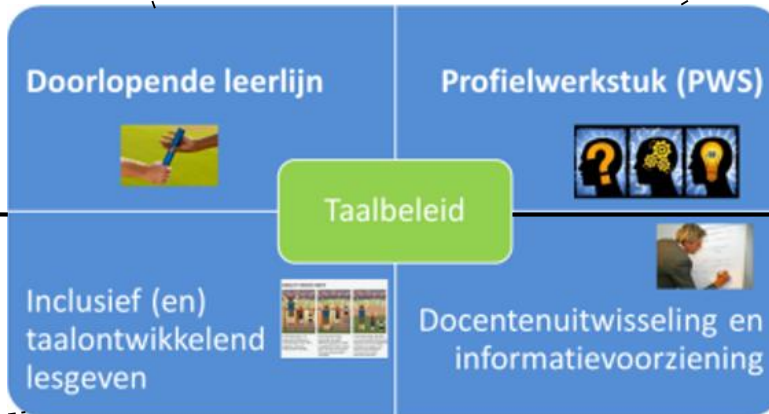 Doorlopende leerlijn
Profielwerkstuk (PWS)
Taalbeleid
Inclusief (en)
taalontwikkelend
lesgeven
Docentenuitwisseling en
informatievoorziening